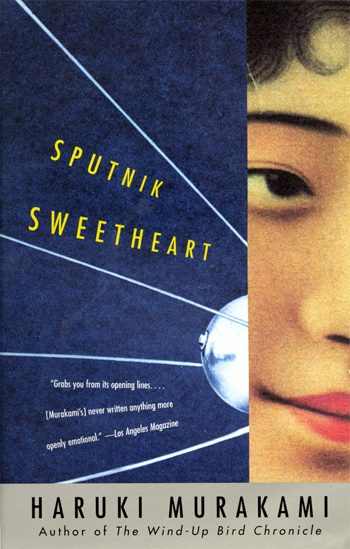 SPUTNIK
SWEETHEART
"Grabs you from its opening lines. . . .
[Murakami's] never written anything more
openly emotional." —Los Angeles Magazine
HARUKI MURAKAMI
Author of The Wind-Up Bird Chronicle